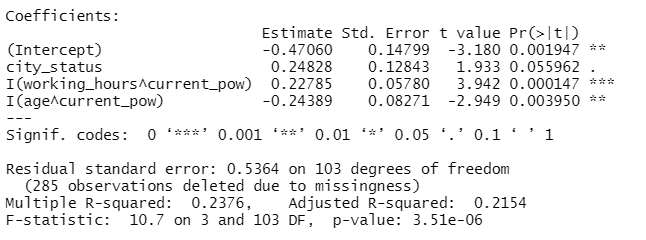 Coefficients:
Estimate Std. Error t value Pr(>|t|)
(Intercept) -0.47060 0.14799 -3.180 0.001947 **
city_status 0.24828 0.12843 1.933 0.055962 .
I(working_hours^current_pow) 0.22785 0.05780 3.942 0.000147 ***
I(age^current_pow) -0.24389 0.08271 -2.949 0.003950 **
---
Signif. codes: 0 ‘***’ 0.001 ‘**’ 0.01 ‘*’ 0.05 ‘.’ 0.1 ‘ ’ 1
Residual standard error: 0.5364 on 103 degrees of freedom
(285 observations deleted due to missingness)
Multiple R-squared: 0.2376, Adjusted R-squared: 0.2154
F-statistic: 10.7 on 3 and 103 DF, p-value: 3.51e-06